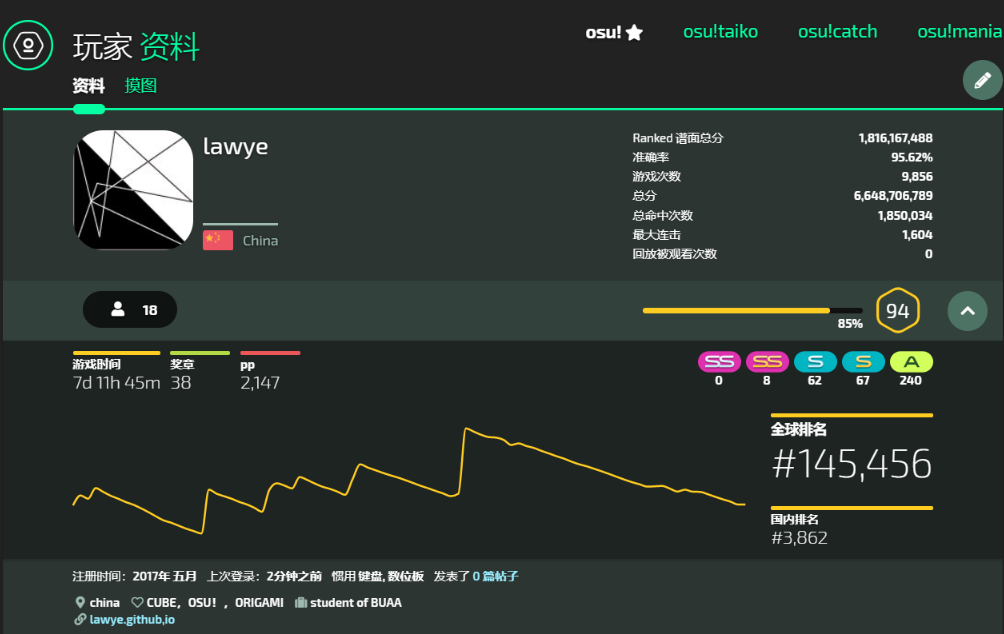 玩家 资料
osu! osu!taiko osu!catch osu!mania
资料 摸图
lawye
China
Ranked 谱面总分 1,816,167,488
准确率 95.62%
游戏次数 9,856
总分 6,648,706,789
总命中次数 1,850,034
最大连击 1,604
回放被观看次数 0
18
85%
94
游戏时间 奖章 pp
7d 11h 45m 38 2,147
SS SS S S A
0 8 62 67 240
全球排名
#145,456
国内排名
#3,862
注册时间：2017年 五月 上次登录：2分钟之前 惯用 键盘, 数位板 发表了 0 篇帖子
china CUBE，OSU！，ORIGAMI student of BUAA
lawye.github,io